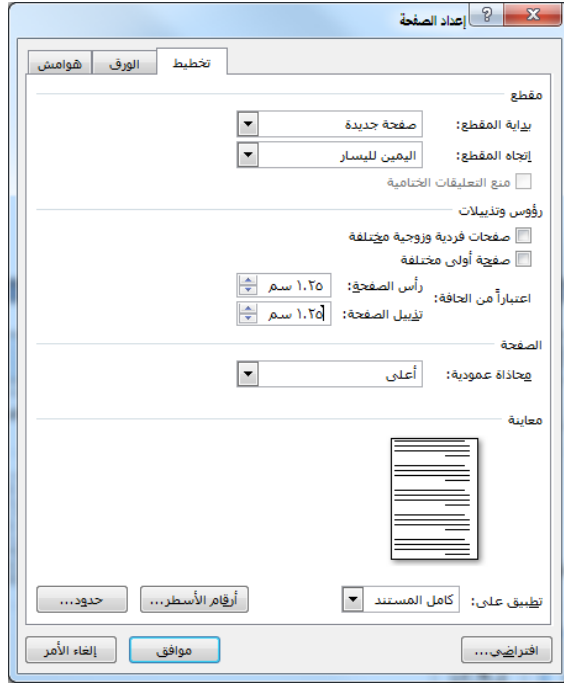 إعداد الصفحة
هوامش
الورق
تخطيط
مقطع
بداية المقطع: صفحة جديدة
إتجاه المقطع: اليمين لليسار
منع التعليقات الختامية
رؤوس وتذييلات
صفحات فردية وزوجية مختلفة
صفحة أولى مختلفة
اعتباراً من الحافة:
رأس الصفحة: ١.٢٥ سم
تذييل الصفحة: ١.٢٥ سم
الصفحة
محاذاة عمودية: أعلى
معاينة
تطبيق على: كامل المستند
أرقام الأسطر...
حدود...
افتراضي...
موافق
إلغاء الأمر